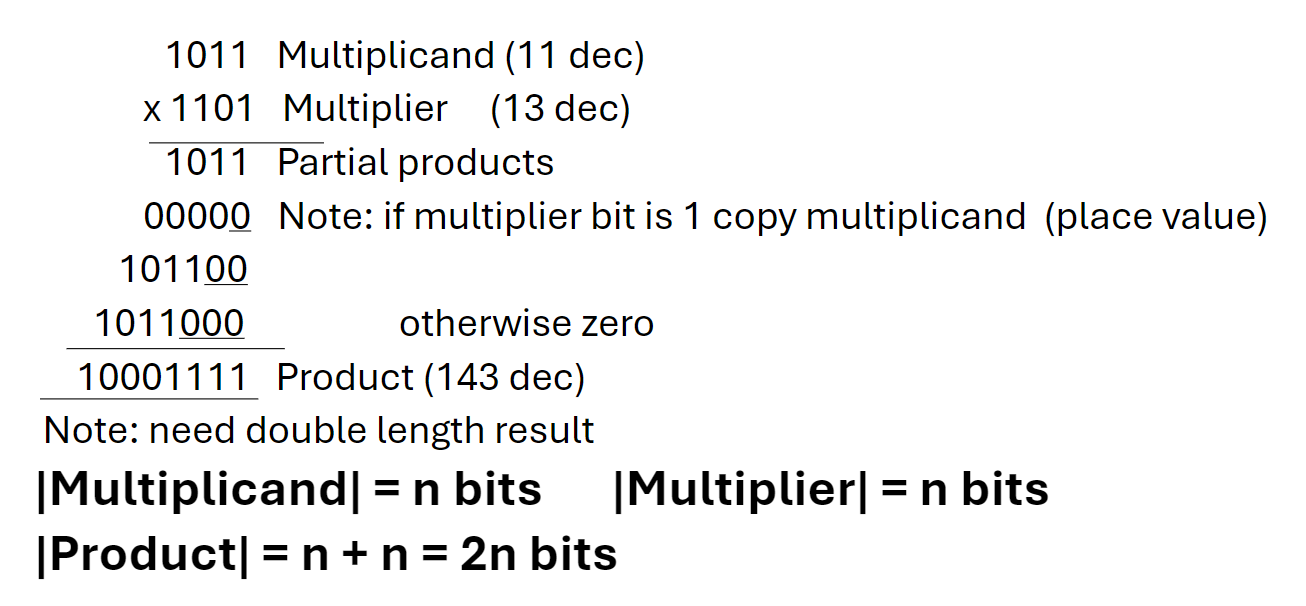 1011 Multiplicand (11 dec)
x 1101 Multiplier (13 dec)
1011 Partial products
00000 Note: if multiplier bit is 1 copy multiplicand (place value)
101100
1011000 otherwise zero
10001111 Product (143 dec)
Note: need double length result
|Multiplicand| = n bits |Multiplier| = n bits
|Product| = n + n = 2n bits